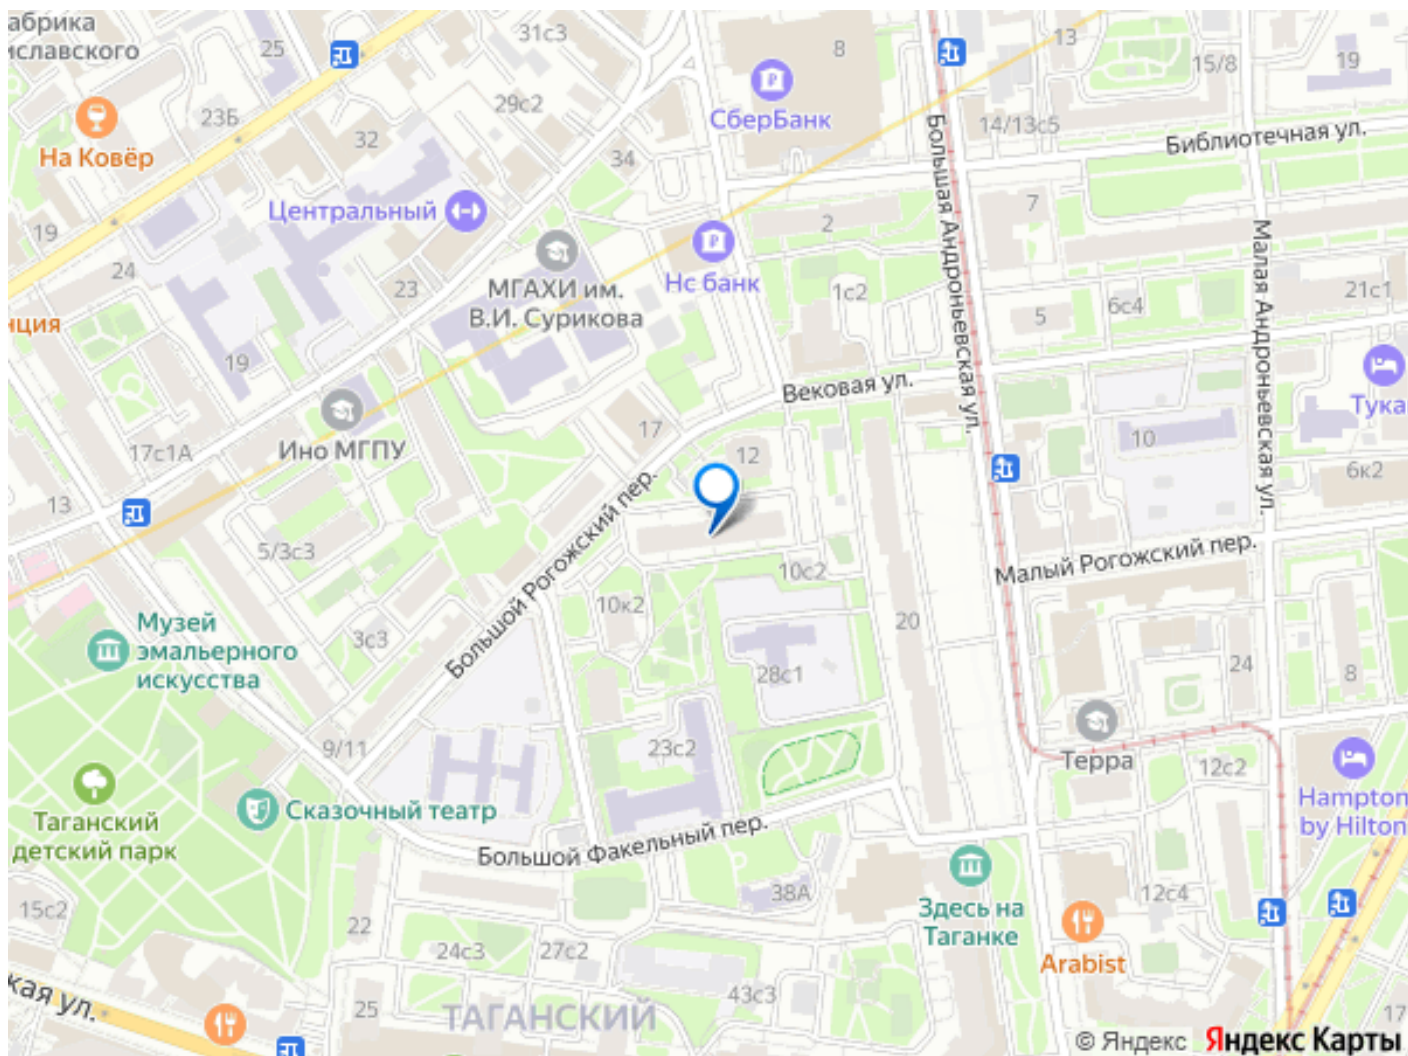 абрика
иславского
25
31с3
8
13
15/8
19
На Ковёр
23Б
32
29с2
34
СберБанк
14/13с5
Библиотечная ул.
Большая Андроньевская ул.
Малая Андроньевская ул.
Центральный
19
24
23
МГАХИ им.
В.И. Сурикова
Нс банк
2
7
1с2
5
6с4
21с1
нция
19
Вековая ул.
Тука
Ино МГПУ
17с1А
17
12
10
6к2
13
5/3с3
Большой Рогожский пер.
Малый Рогожский пер.
10с2
10к2
20
Музей
эмальерного
искусства
3с3
28с1
24
8
9/11
23с2
Терра
12с2
Таганский
детский парк
Сказочный театр
Большой Факельный пер.
Hampton
by Hilton
38А
12с4
15с2
22
Здесь на
Таганке
24с3
27с2
Arabist
кая ул.
25
43с3
ТАГАНСКИЙ
17
© Яндекс Яндекс Карты